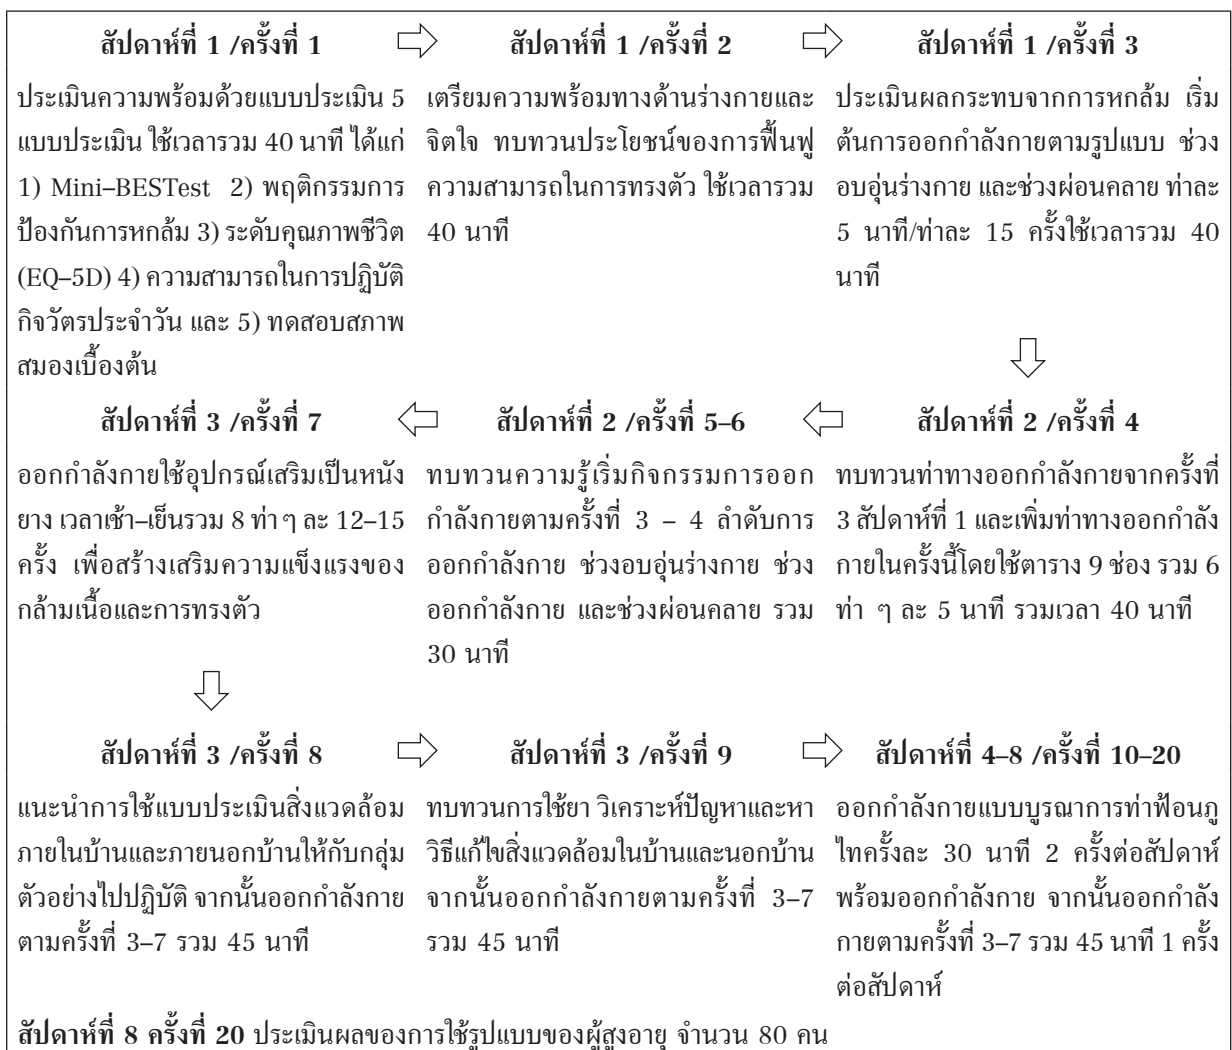 สัปดาห์ที่ 1 /ครั้งที่ 1
ประเมินความพร้อมด้วยแบบประเมิน 5
แบบประเมิน ใช้เวลารวม 40 นาที ได้แก่
1) Mini–BESTest 2) พฤติกรรมการ
ป้องกันการหกล้ม 3) ระดับคุณภาพชีวิต
(EQ–5D) 4) ความสามารถในการปฏิบัติ
กิจวัตรประจำวัน และ 5) ทดสอบสภาพ
สมองเบื้องต้น
สัปดาห์ที่ 1 /ครั้งที่ 2
เตรียมความพร้อมทางด้านร่างกายและ
จิตใจ ทบทวนประโยชน์ของการฟื้นฟู
ความสามารถในการทรงตัว ใช้เวลารวม
40 นาที
สัปดาห์ที่ 1 /ครั้งที่ 3
ประเมินผลกระทบจากการหกล้ม เริ่ม
ต้นการออกกำลังกายตามรูปแบบ ช่วง
อบอุ่นร่างกาย และช่วงผ่อนคลาย ท่าละ
5 นาที/ท่าละ 15 ครั้งใช้เวลารวม 40
นาที
สัปดาห์ที่ 2 /ครั้งที่ 4
ทบทวนท่าทางออกกำลังกายจากครั้งที่
3 สัปดาห์ที่ 1 และเพิ่มท่าทางออกกำลัง
กายในครั้งนี้โดยใช้ตาราง 9 ช่อง รวม 6
ท่า ๆ ละ 5 นาที รวมเวลา 40 นาที
สัปดาห์ที่ 2 /ครั้งที่ 5–6
ทบทวนความรู้เริ่มกิจกรรมการออก
กำลังกายตามครั้งที่ 3 – 4 ลำดับการ
ออกกำลังกาย ช่วงอบอุ่นร่างกาย ช่วง
ออกกำลังกาย และช่วงผ่อนคลาย รวม
30 นาที
สัปดาห์ที่ 3 /ครั้งที่ 7
ออกกำลังกายใช้อุปกรณ์เสริมเป็นหนัง
ยาง เวลาเช้า–เย็นรวม 8 ท่า ๆ ละ 12–15
ครั้ง เพื่อสร้างเสริมความแข็งแรงของ
กล้ามเนื้อและการทรงตัว
สัปดาห์ที่ 3 /ครั้งที่ 8
แนะนำการใช้แบบประเมินสิ่งแวดล้อม
ภายในบ้านและภายนอกบ้านให้กับกลุ่ม
ตัวอย่างไปปฏิบัติ จากนั้นออกกำลังกาย
ตามครั้งที่ 3–7 รวม 45 นาที
สัปดาห์ที่ 3 /ครั้งที่ 9
ทบทวนการใช้ยา วิเคราะห์ปัญหาและหา
วิธีแก้ไขสิ่งแวดล้อมในบ้านและนอกบ้าน
จากนั้นออกกำลังกายตามครั้งที่ 3–7
รวม 45 นาที
สัปดาห์ที่ 4–8 /ครั้งที่ 10–20
ออกกำลังกายแบบบูรณาการท่าฟ้อนภู
ไทครั้งละ 30 นาที 2 ครั้งต่อสัปดาห์
พร้อมออกกำลังกาย จากนั้นออกกำลัง
กายตามครั้งที่ 3–7 รวม 45 นาที 1 ครั้ง
ต่อสัปดาห์
สัปดาห์ที่ 8 ครั้งที่ 20 ประเมินผลของการใช้รูปแบบของผู้สูงอายุ จำนวน 80 คน